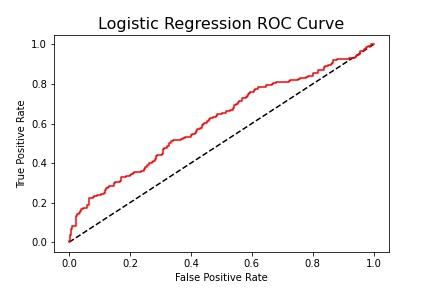 Logistic Regression ROC Curve
True Positive Rate
1.0
0.8
0.6
0.4
0.2
0.0
0.0 0.2 0.4 0.6 0.8 1.0
False Positive Rate